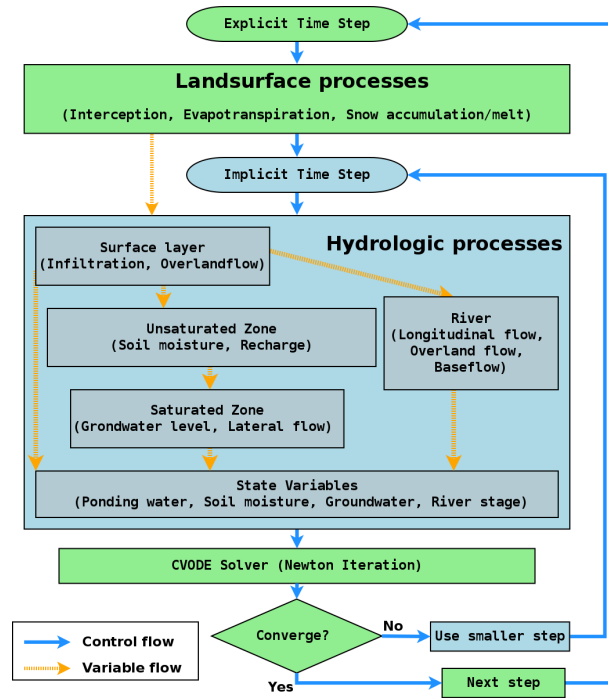 Explicit Time Step
Landsurface processes
(Interception, Evapotranspiration, Snow accumulation/melt)
Implicit Time Step
Hydrologic processes
Surface layer
(Infiltration, Overlandflow)
Unsaturated Zone
(Soil moisture, Recharge)
River
(Longitudinal flow,
Overland flow,
Baseflow)
Saturated Zone
(Grondwater level, Lateral flow)
State Variables
(Ponding water, Soil moisture, Groundwater, River stage)
CVODE Solver (Newton Iteration)
Converge?
No
Use smaller step
Yes
Next step
Control flow
Variable flow